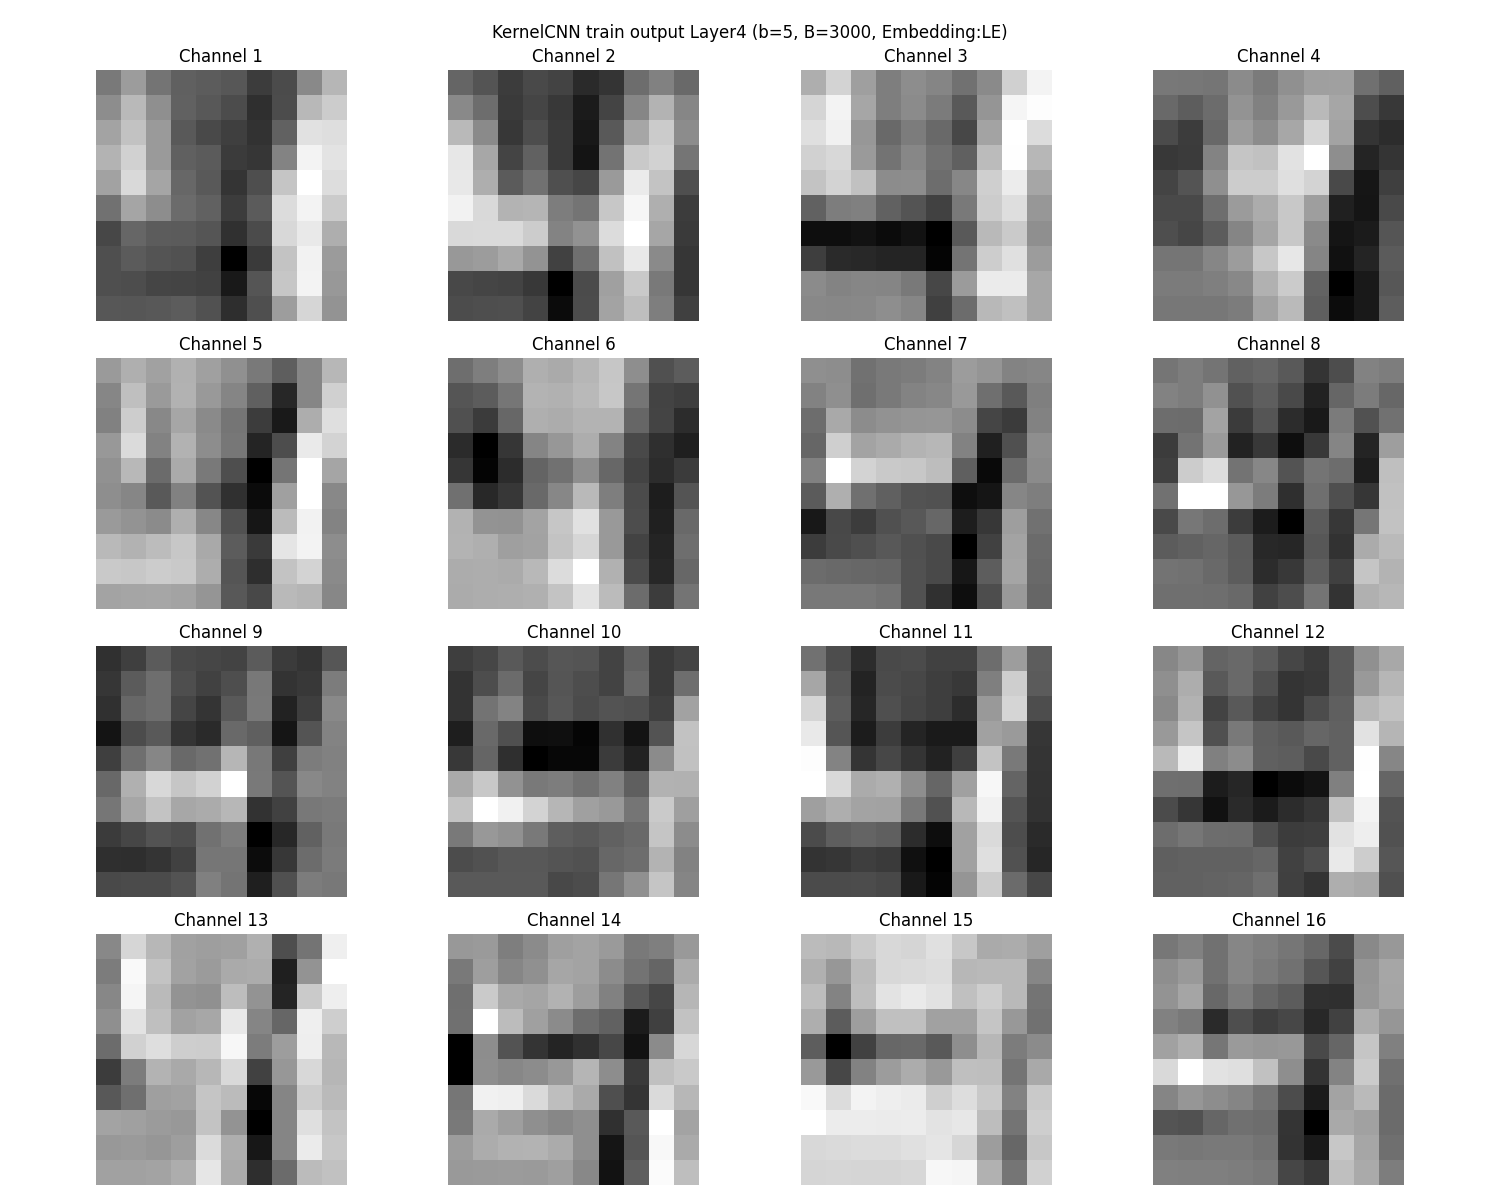 KernelCNN train output Layer4 (b=5, B=3000, Embedding:LE)
Channel 1 Channel 2 Channel 3 Channel 4
Channel 5 Channel 6 Channel 7 Channel 8
Channel 9 Channel 10 Channel 11 Channel 12
Channel 13 Channel 14 Channel 15 Channel 16